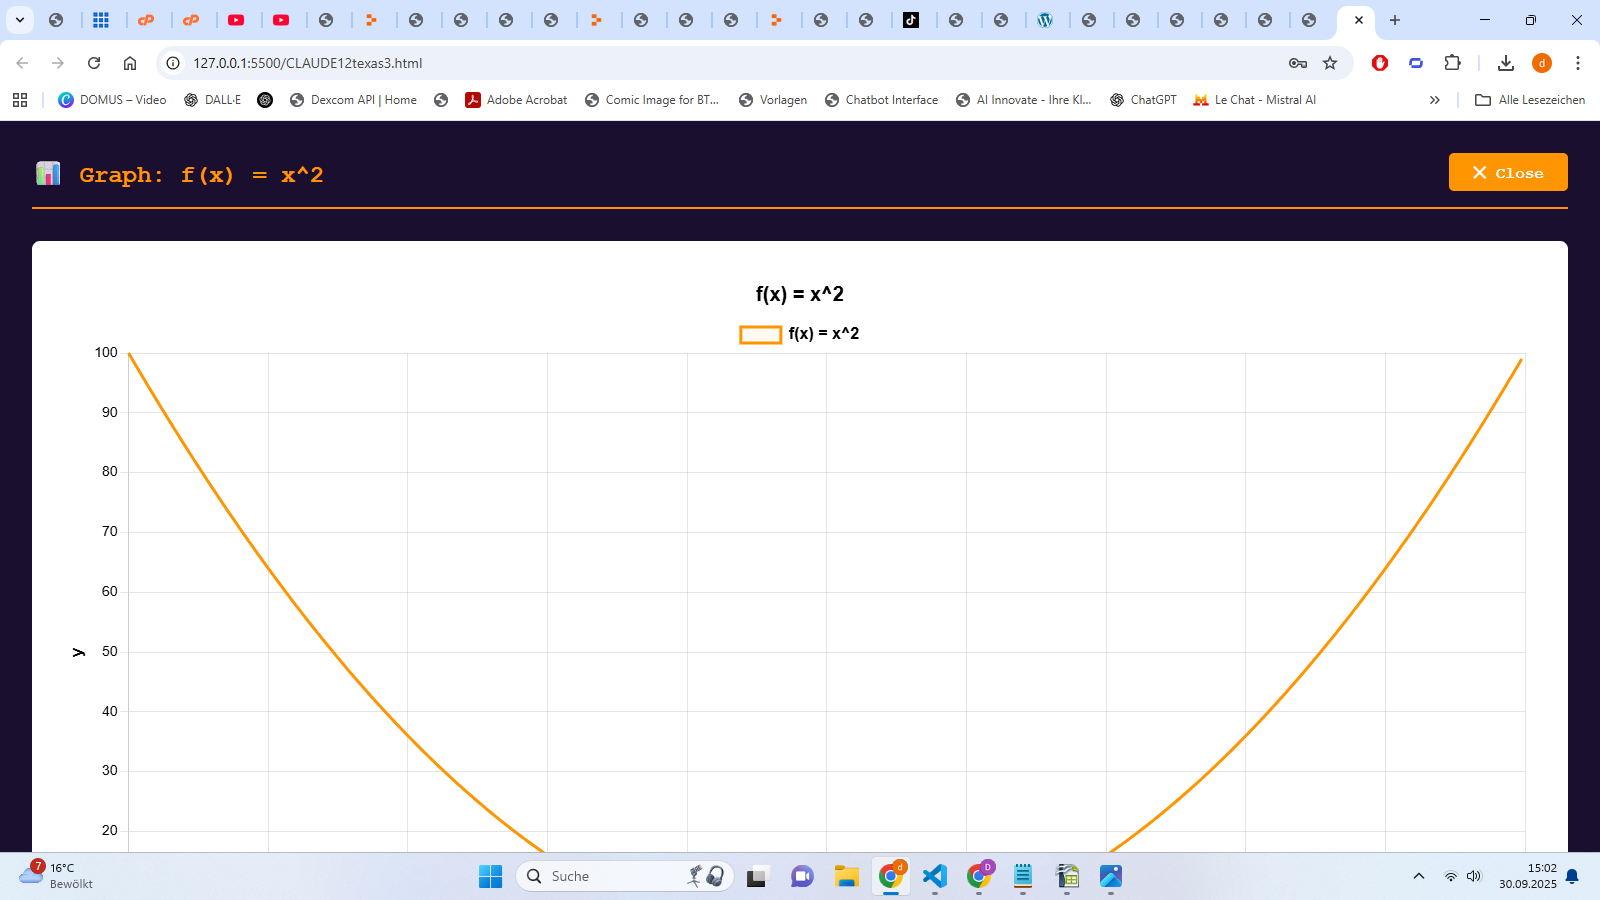 127.0.0.1:5500/CLAUDE12texas3.html
d
DOMUS – Video
DALL·E
Dexcom API | Home
Adobe Acrobat
Comic Image for BT...
Vorlagen
Chatbot Interface
AI Innovate - Ihre KI...
ChatGPT
Le Chat - Mistral AI
»
Alle Lesezeichen
Graph: f(x) = x^2
Close
f(x) = x^2
f(x) = x^2
100
90
80
70
60
y
50
40
30
20
7
16°C
Bewölkt
Suche
d
D
15:02
30.09.2025